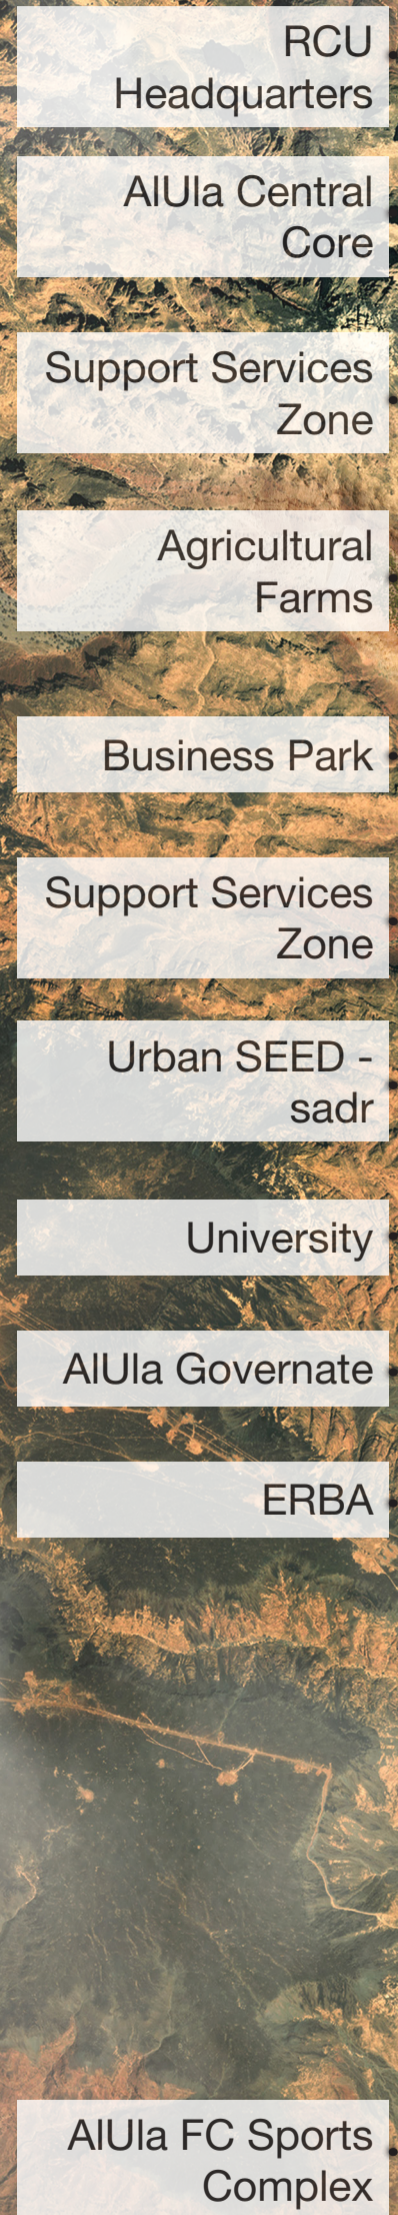 RCU
Headquarters
AlUla Central
Core
Support Services
Zone
Agricultural
Farms
Business Park
Support Services
Zone
Urban SEED -
sadr
University
AlUla Governate
ERBA
AlUla FC Sports
Complex